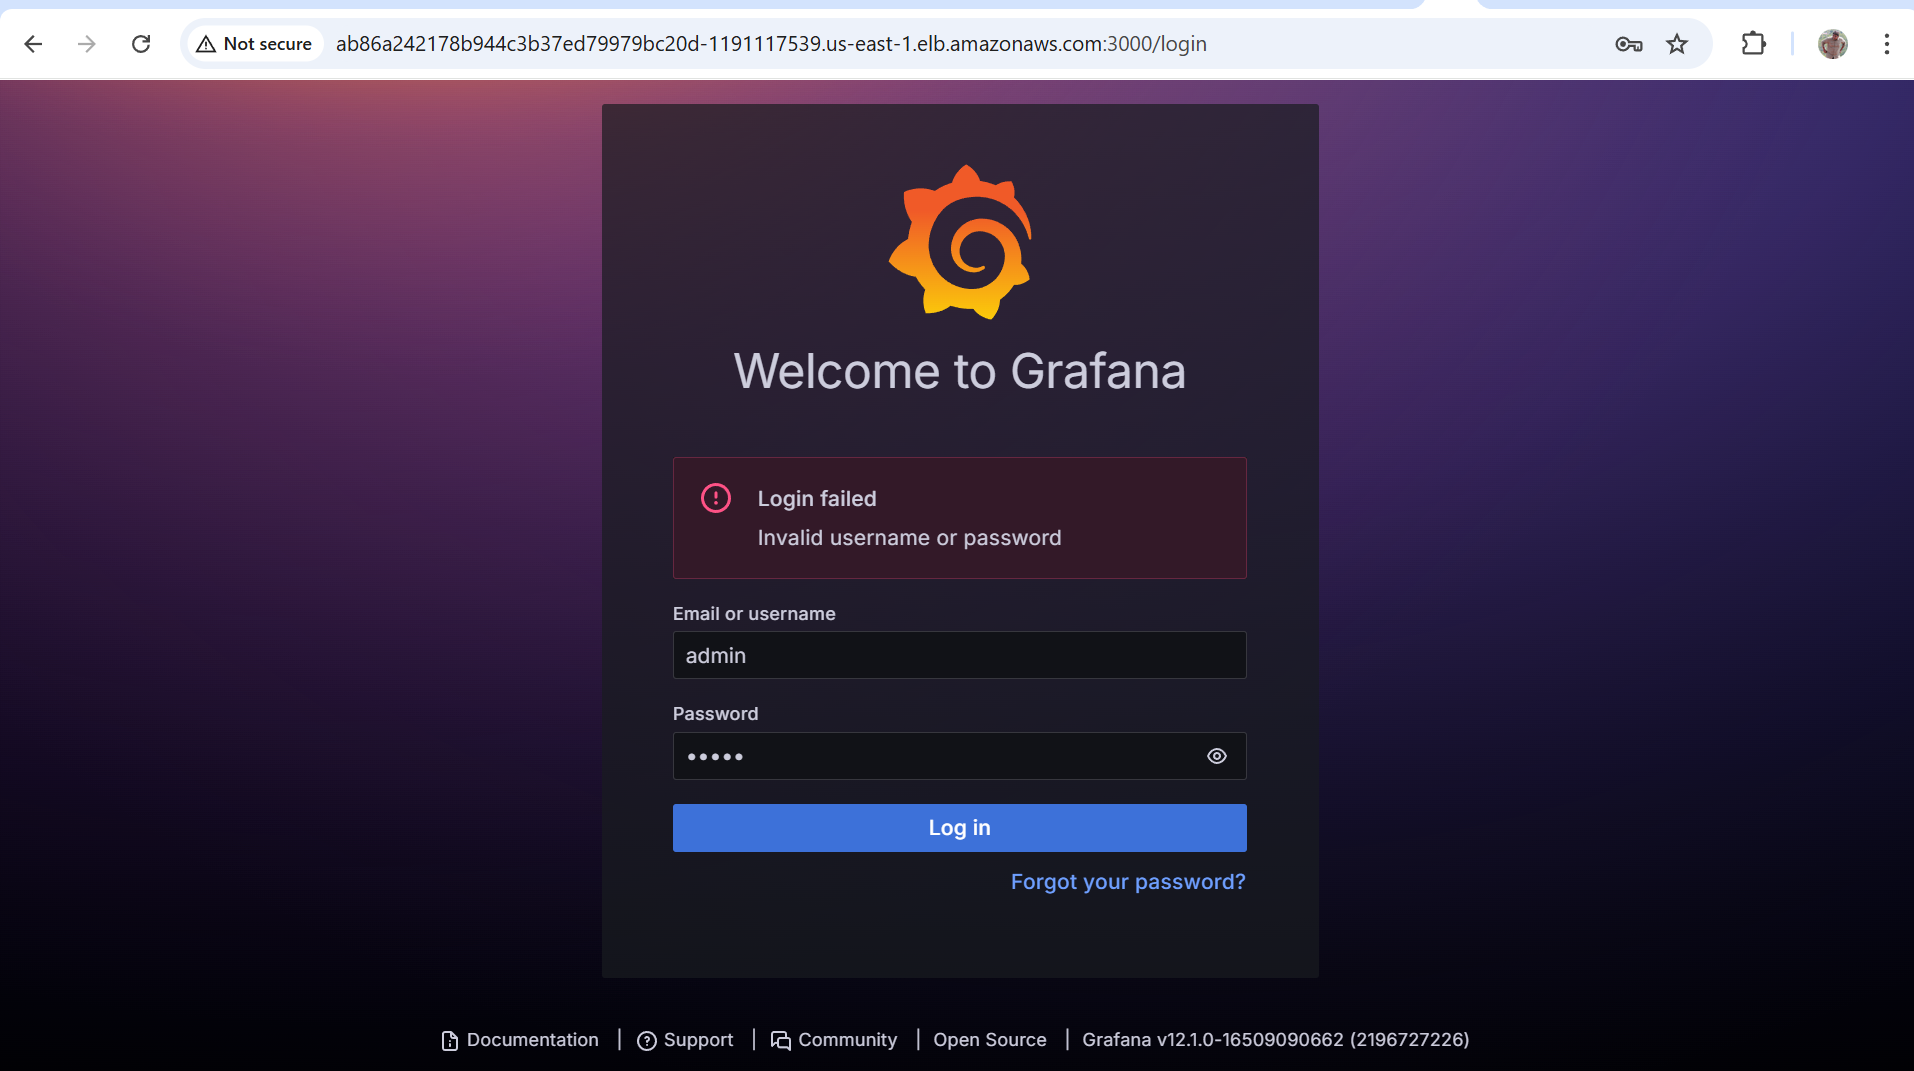 Not secure
ab86a242178b944c3b37ed79979bc20d-1191117539.us-east-1.elb.amazonaws.com:3000/login
Welcome to Grafana
Login failed
Invalid username or password
Email or username
admin
Password
•••••
Log in
Forgot your password?
Documentation | Support | Community | Open Source | Grafana v12.1.0-16509090662 (2196727226)